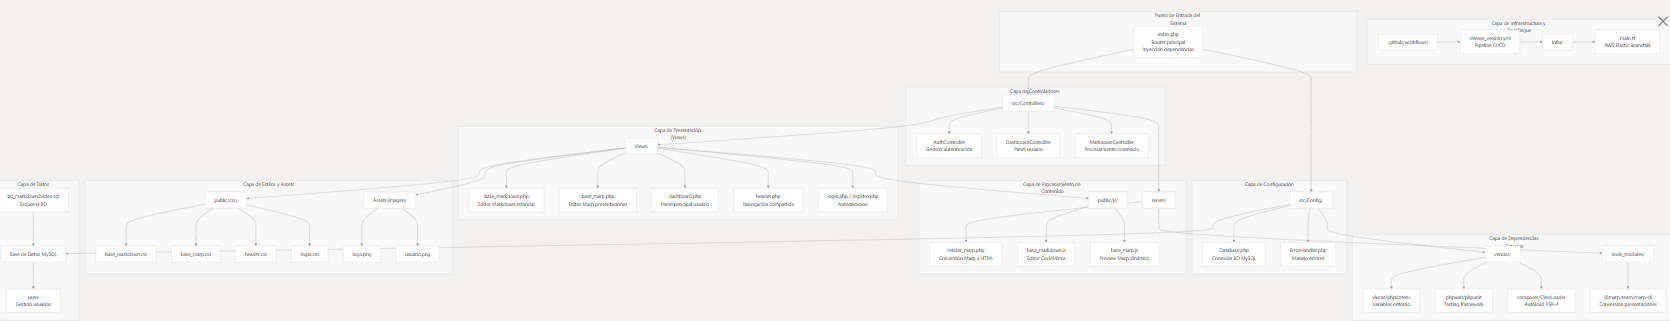 Punto de Entrada del
Sistema
index.php
Router principal
Inyección dependencias
Capa de Infraestructura y
.github/workflows/
release_version.yml
Pipeline CI/CD
infra/
main.tf
AWS Elastic Beanstalk
Capa de Controladores
src/Controllers/
AuthController
Gestión autenticación
DashboardController
Panel usuario
MarkdownController
Procesamiento contenido
Capa de Presentación
(Views)
Views/
base_markdown.php
Editor Markdown estándar
base_marp.php
Editor Marp presentaciones
dashboard.php
Panel principal usuario
header.php
Navegación compartida
login.php / registro.php
Autenticación
Capa de Datos
bd_markdown2video.sql
Esquema BD
Base de Datos MySQL
users
Gestión usuarios
Capa de Estilos y Assets
public/css/
Assets/imagery
base_markdown.css
base_marp.css
header.css
login.css
logo.png
usuario.png
Capa de Procesamiento de
Contenido
public/js/
server/
render_marp.php
Conversión Marp a HTML
base_markdown.js
Editor CodeMirror
base_marp.js
Preview Marp dinámico
Capa de Configuración
src/Config/
Database.php
Conexión BD MySQL
ErrorHandler.php
Manejo errores
Capa de Dependencias
vendor/
node_modules/
vlucas/phpdotenv
Variables entorno
phpunit/phpunit
Testing framework
composer/ClassLoader
Autoload PSR-4
@marp-team/marp-cli
Conversión presentaciones